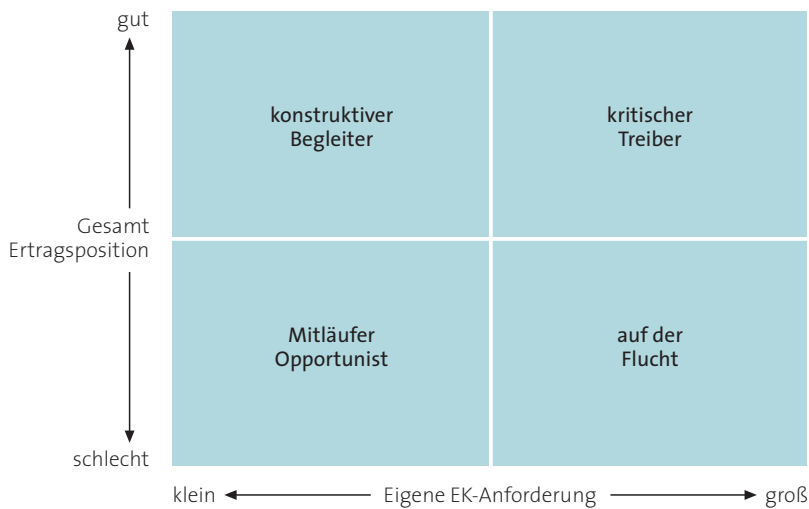 gut
konstruktiver
Begleiter
kritischer
Treiber
Gesamt
Ertragsposition
Mitläufer
Opportunist
auf der
Flucht
schlecht
klein Eigene EK-Anforderung groß